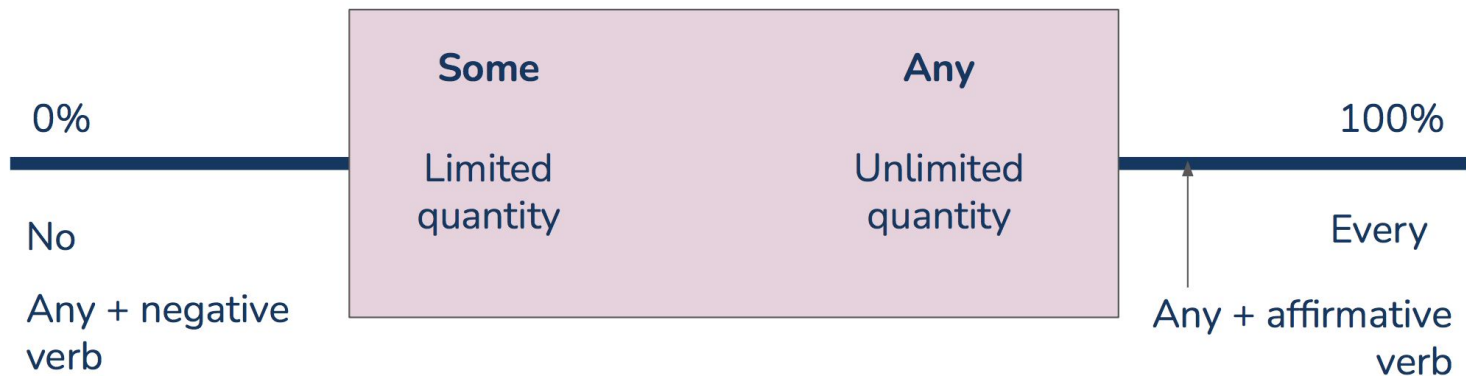 Some
Any
0%
100%
Limited
quantity
Unlimited
quantity
No
Every
Any + negative
verb
Any + affirmative
verb